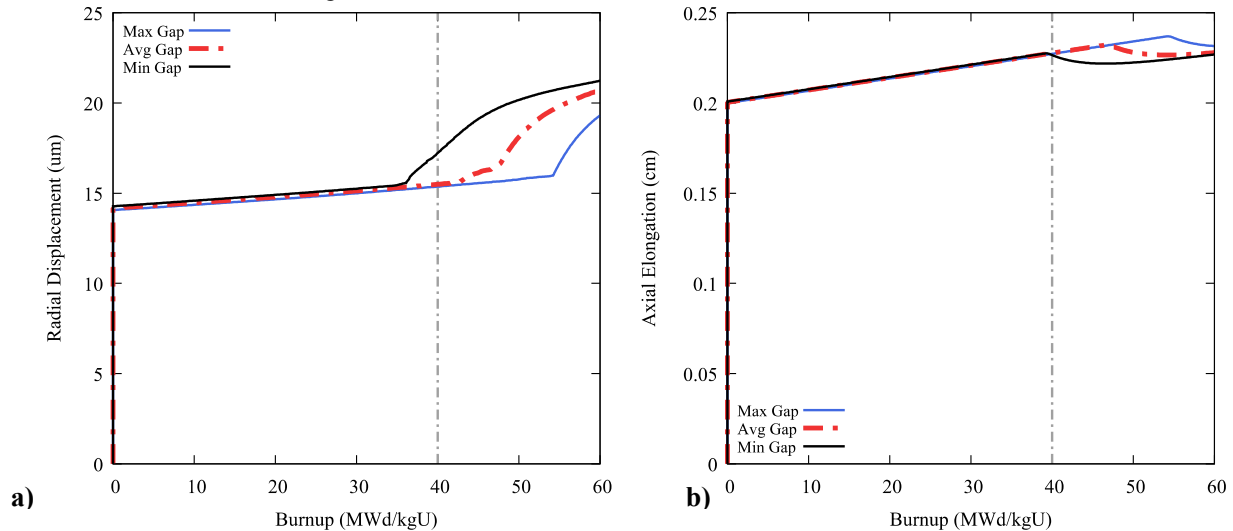 25
20
15
10
5
0
Radial Displacement (um)
Max Gap
Avg Gap
Min Gap
0 10 20 30 40 50 60
Burnup (MWd/kgU)
a)
0.25
0.2
0.15
0.1
0.05
0
Axial Elongation (cm)
Max Gap
Avg Gap
Min Gap
0 10 20 30 40 50 60
Burnup (MWd/kgU)
b)